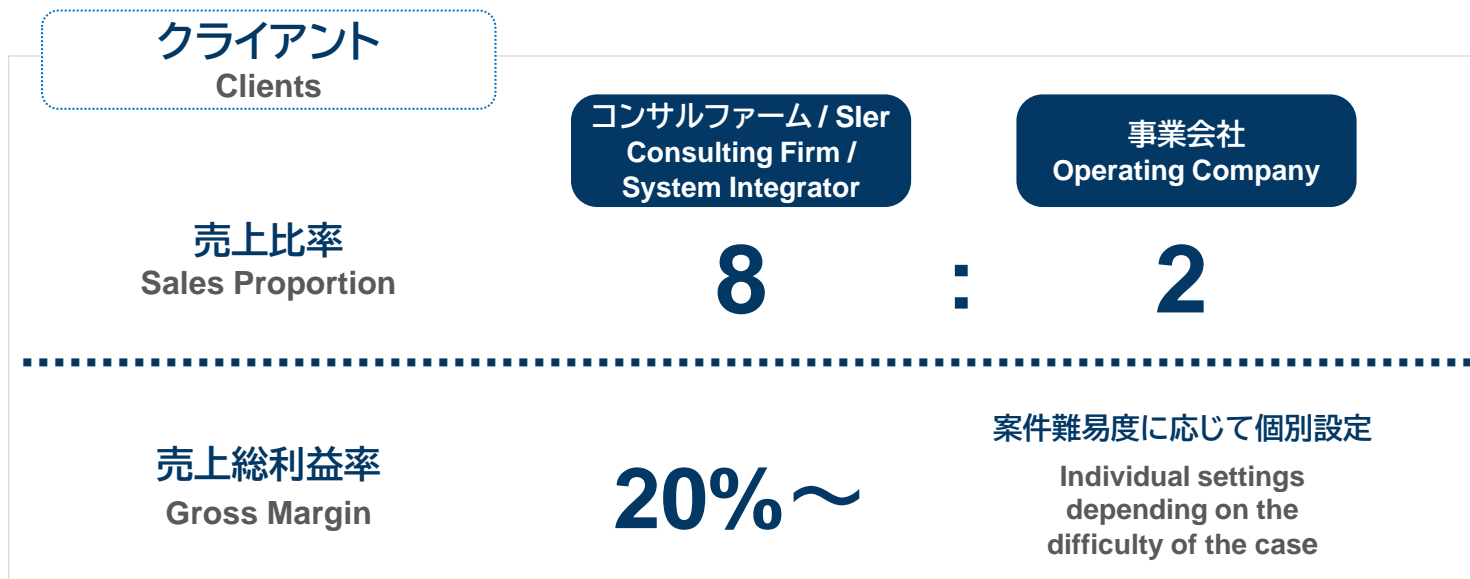 クライアント
Clients
コンサルファーム / SIer
Consulting Firm /
System Integrator
事業会社
Operating Company
売上比率
Sales Proportion
8 : 2
売上総利益率
Gross Margin
20%～
案件難易度に応じて個別設定
Individual settings
depending on the
difficulty of the case